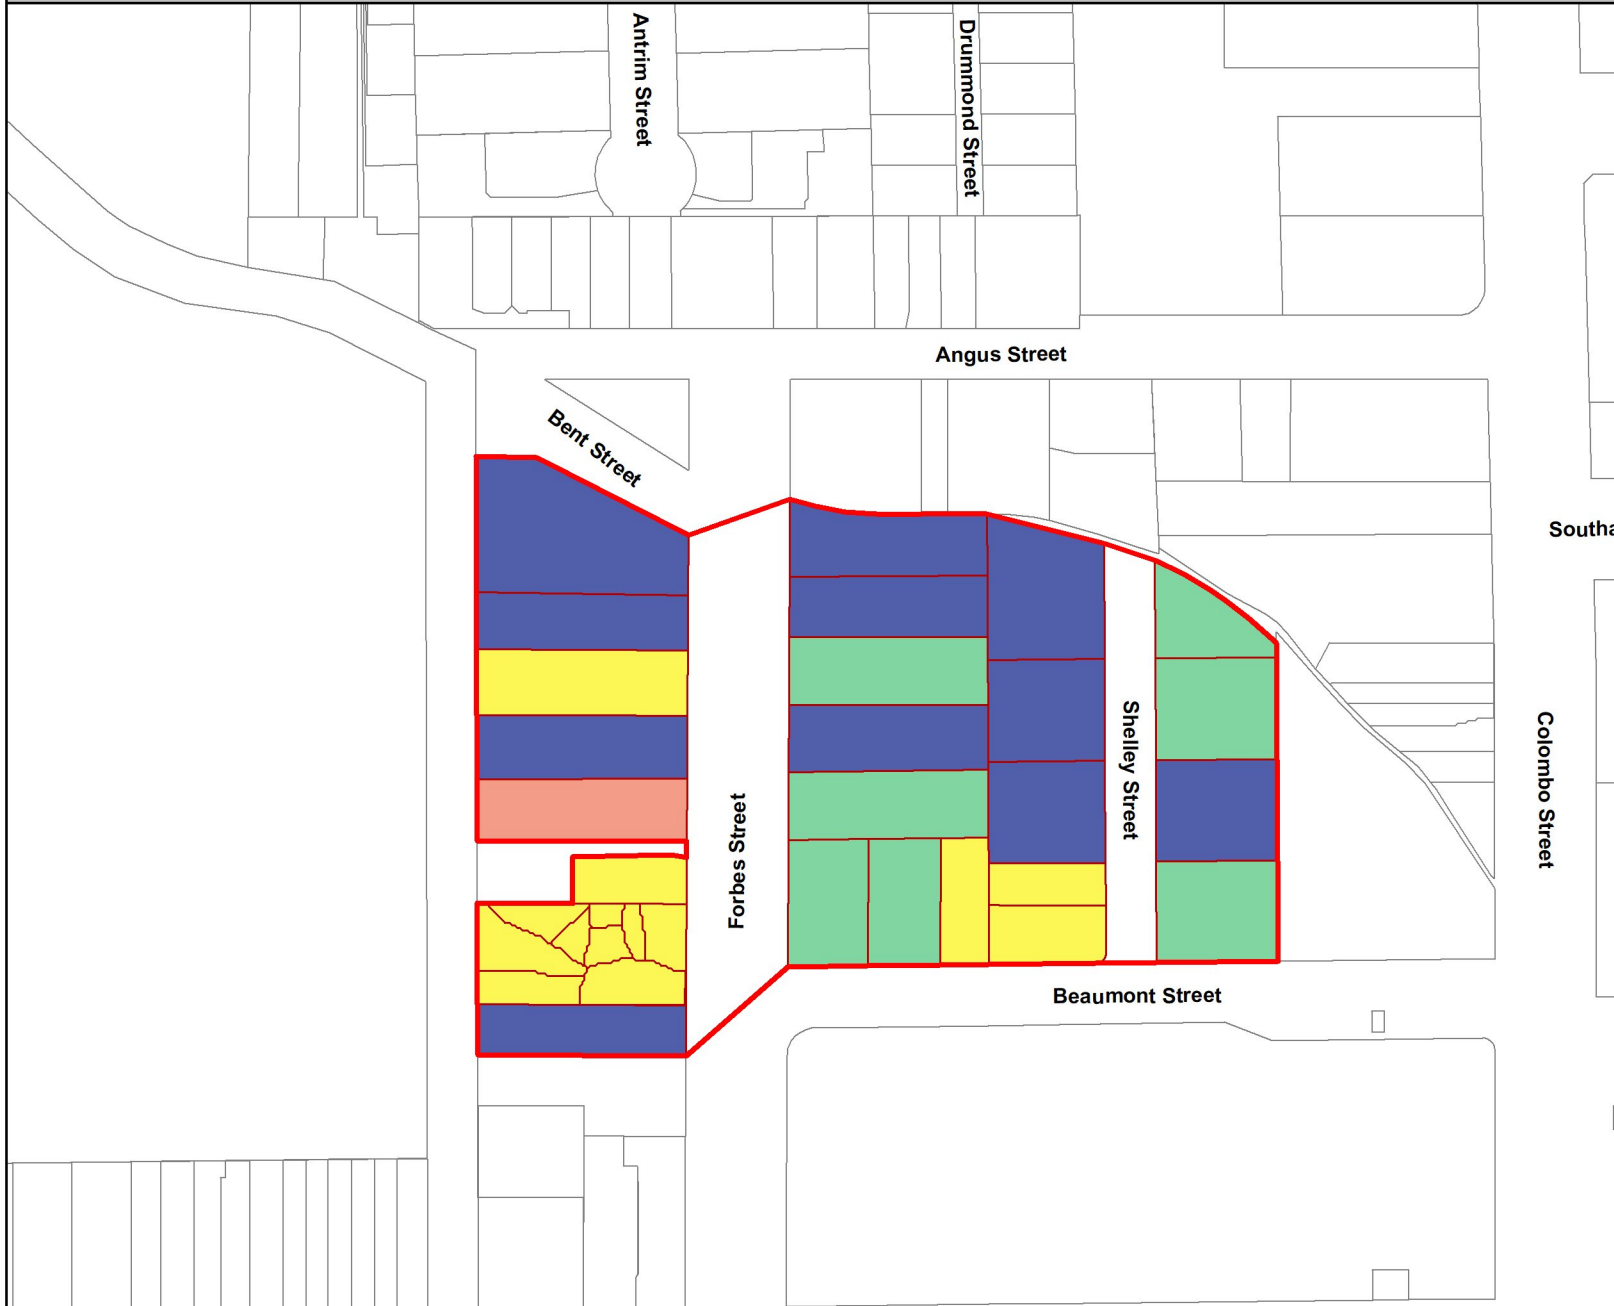 Antrim Street
Drummond Street
Angus Street
Bent Street
Southa
Shelley Street
Colombo Street
Forbes Street
Beaumont Street